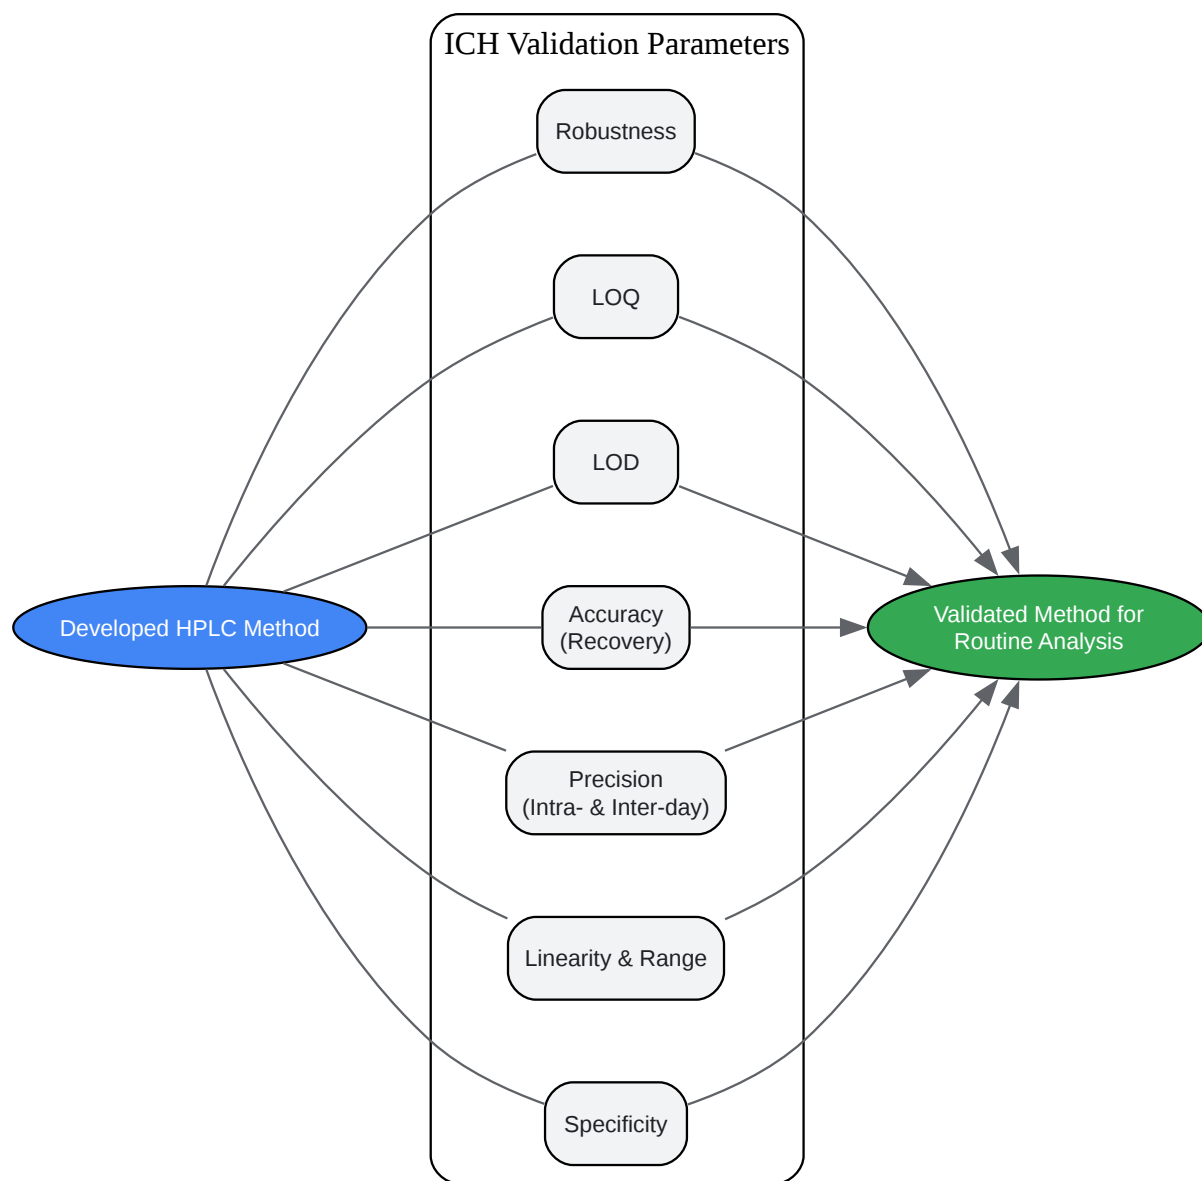 ICH Validation Parameters
Robustness
LOQ
LOD
Developed HPLC Method
Accuracy
(Recovery)
Validated Method for
Routine Analysis
Precision
(Intra- & Inter-day)
Linearity & Range
Specificity